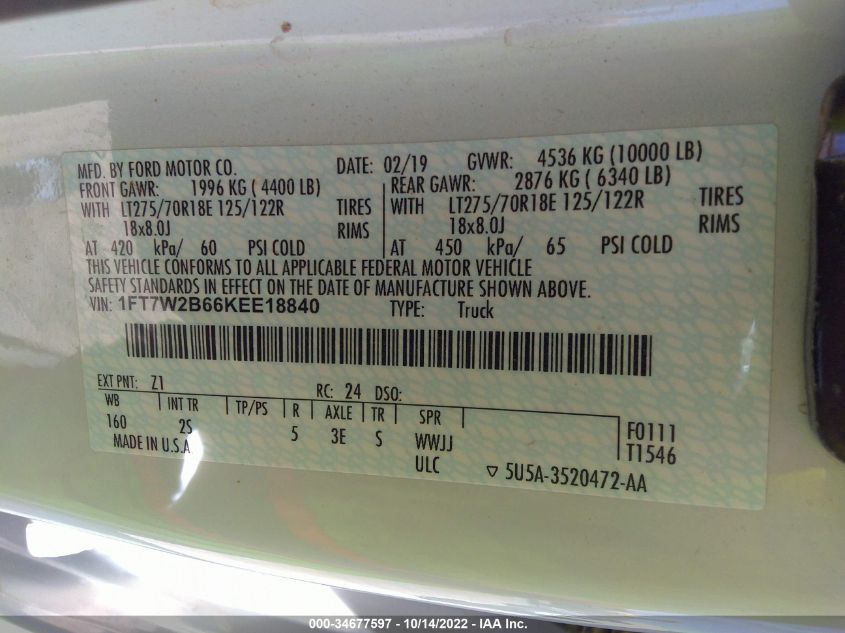 MFD. BY FORD MOTOR CO. DATE: 02/19 GVWR: 4536 KG (10000 LB)
FRONT GAWR: 1996 KG ( 4400 LB) REAR GAWR: 2876 KG ( 6340 LB)
WITH LT275/70R18E 125/122R TIRES WITH LT275/70R18E 125/122R TIRES
18x8.0J RIMS 18x8.0J RIMS
AT 420 kPa/ 60 PSI COLD AT 450 kPa/ 65 PSI COLD
THIS VEHICLE CONFORMS TO ALL APPLICABLE FEDERAL MOTOR VEHICLE
SAFETY STANDARDS IN EFFECT ON THE DATE OF MANUFACTURE SHOWN ABOVE.
VIN: 1FT7W2B66KEE18840 TYPE: Truck
EXT PNT: Z1 RC: 24 DSO:
WB INT TR TP/PS R AXLE TR SPR
160 2S 5 3E S WWJJ F0111
MADE IN U.S.A ULC T1546
5U5A-3520472-AA
000-34677597 - 10/14/2022 - IAA Inc.